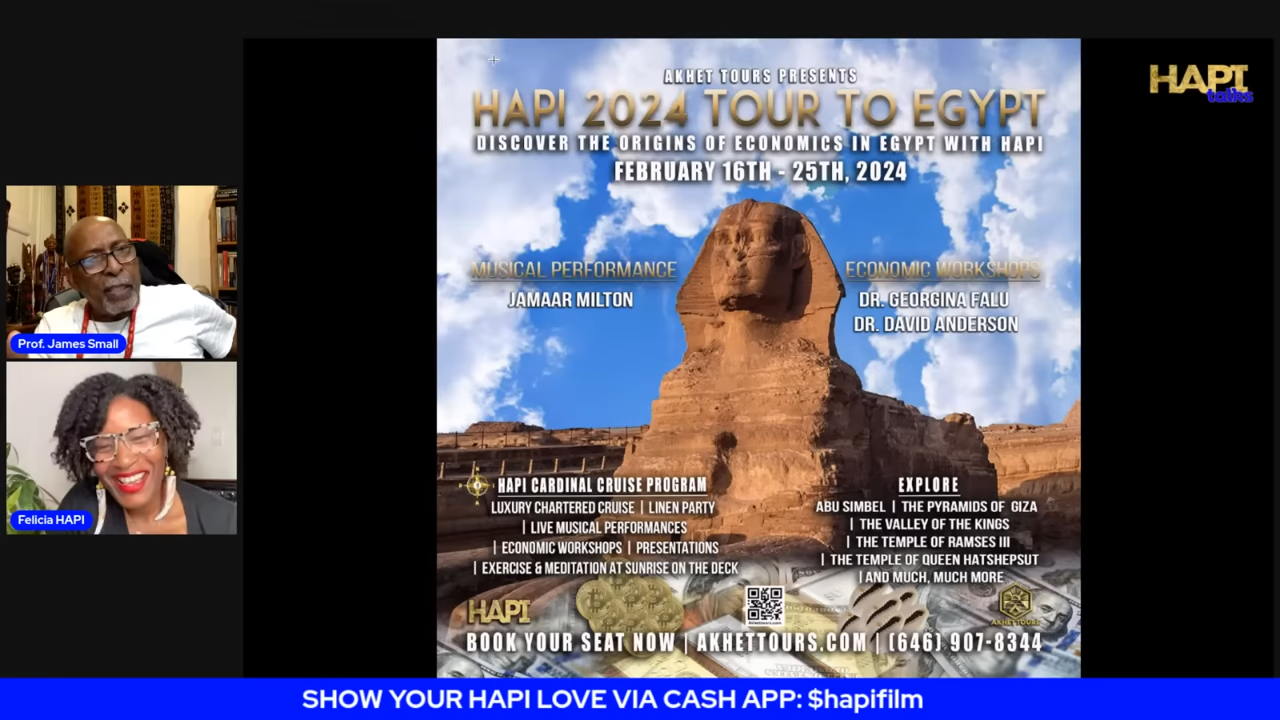 HAPI
talks
AKHET TOURS PRESENTS
HAPI 2024 TOUR TO EGYPT
DISCOVER THE ORIGINS OF ECONOMICS IN EGYPT WITH HAPI
FEBRUARY 16TH - 25TH, 2024
MUSICAL PERFORMANCE
JAMAAR MILTON
ECONOMIC WORKSHOPS
DR. GEORGINA FALU
DR. DAVID ANDERSON
Prof. James Small
Felicia HAPI
HAPI CARDINAL CRUISE PROGRAM
LUXURY CHARTERED CRUISE | LINEN PARTY
| LIVE MUSICAL PERFORMANCES
| ECONOMIC WORKSHOPS | PRESENTATIONS
| EXERCISE & MEDITATION AT SUNRISE ON THE DECK
EXPLORE
ABU SIMBEL | THE PYRAMIDS OF GIZA
| THE VALLEY OF THE KINGS
| THE TEMPLE OF RAMSES III
| THE TEMPLE OF QUEEN HATSHEPSUT
| AND MUCH, MUCH MORE
HAPI
Akhettours.com
AKHETTOURS
BOOK YOUR SEAT NOW | AKHETTOURS.COM | (646) 907-8344
SHOW YOUR HAPI LOVE VIA CASH APP: $hapifilm